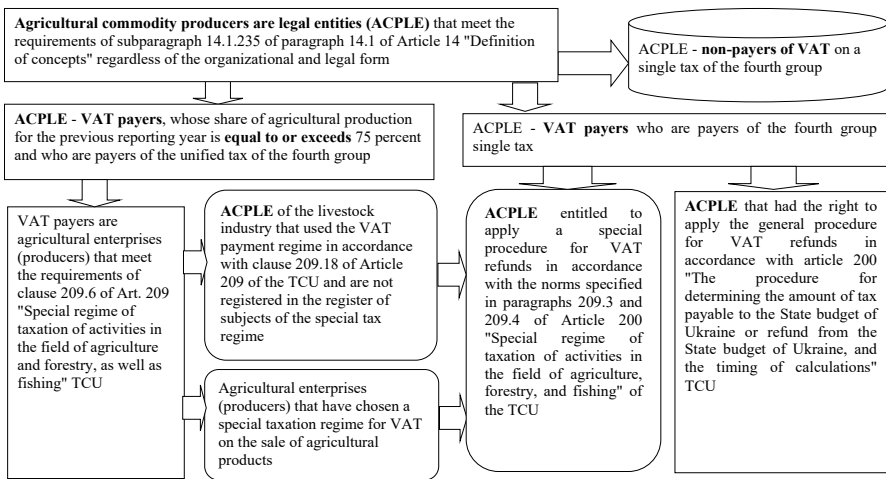 Agricultural commodity producers are legal entities (ACPLE) that meet the
requirements of subparagraph 14.1.235 of paragraph 14.1 of Article 14 "Definition
of concepts" regardless of the organizational and legal form
ACPLE - non-payers of VAT on a
single tax of the fourth group
ACPLE - VAT payers, whose share of agricultural production
for the previous reporting year is equal to or exceeds 75 percent
and who are payers of the unified tax of the fourth group
ACPLE - VAT payers who are payers of the fourth group
single tax
VAT payers are
agricultural enterprises
(producers) that meet
the requirements of
clause 209.6 of Art. 209
"Special regime of
taxation of activities in
the field of agriculture
and forestry, as well as
fishing" TCU
ACPLE of the livestock
industry that used the VAT
payment regime in accordance
with clause 209.18 of Article
209 of the TCU and are not
registered in the register of
subjects of the special tax
regime
Agricultural enterprises
(producers) that have chosen a
special taxation regime for VAT
on the sale of agricultural
products
ACPLE entitled to
apply a special
procedure for VAT
refunds in accordance
with the norms specified
in paragraphs 209.3 and
209.4 of Article 200
"Special regime of
taxation of activities in
the field of agriculture,
forestry, and fishing" of
the TCU
ACPLE that had the right to
apply the general procedure
for VAT refunds in
accordance with article 200
"The procedure for
determining the amount of tax
payable to the State budget of
Ukraine or refund from the
State budget of Ukraine, and
the timing of calculations"
TCU